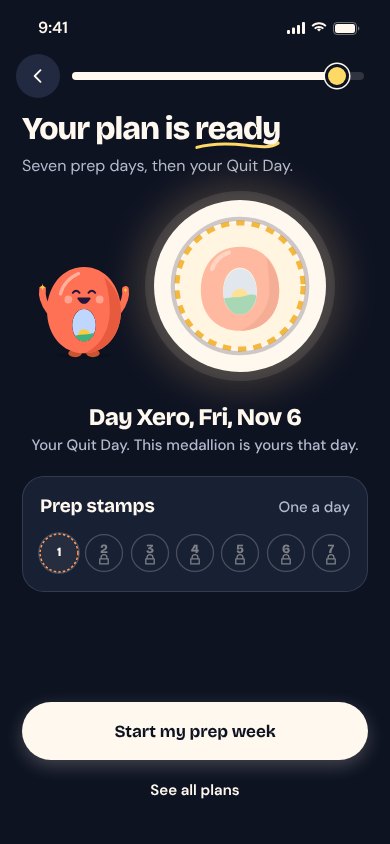 9:41
Your plan is ready
Seven prep days, then your Quit Day.
Day Xero, Fri, Nov 6
Your Quit Day. This medallion is yours that day.
Prep stamps
One a day
1 2 3 4 5 6 7
Start my prep week
See all plans